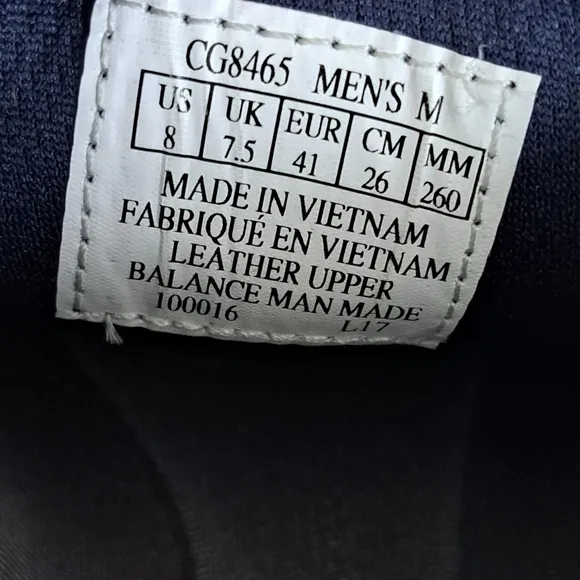 CG8465 MEN'S M
US UK EUR CM MM
8 7.5 41 26 260
MADE IN VIETNAM
FABRIQUÉ EN VIETNAM
LEATHER UPPER
BALANCE MAN MADE
100016 L17